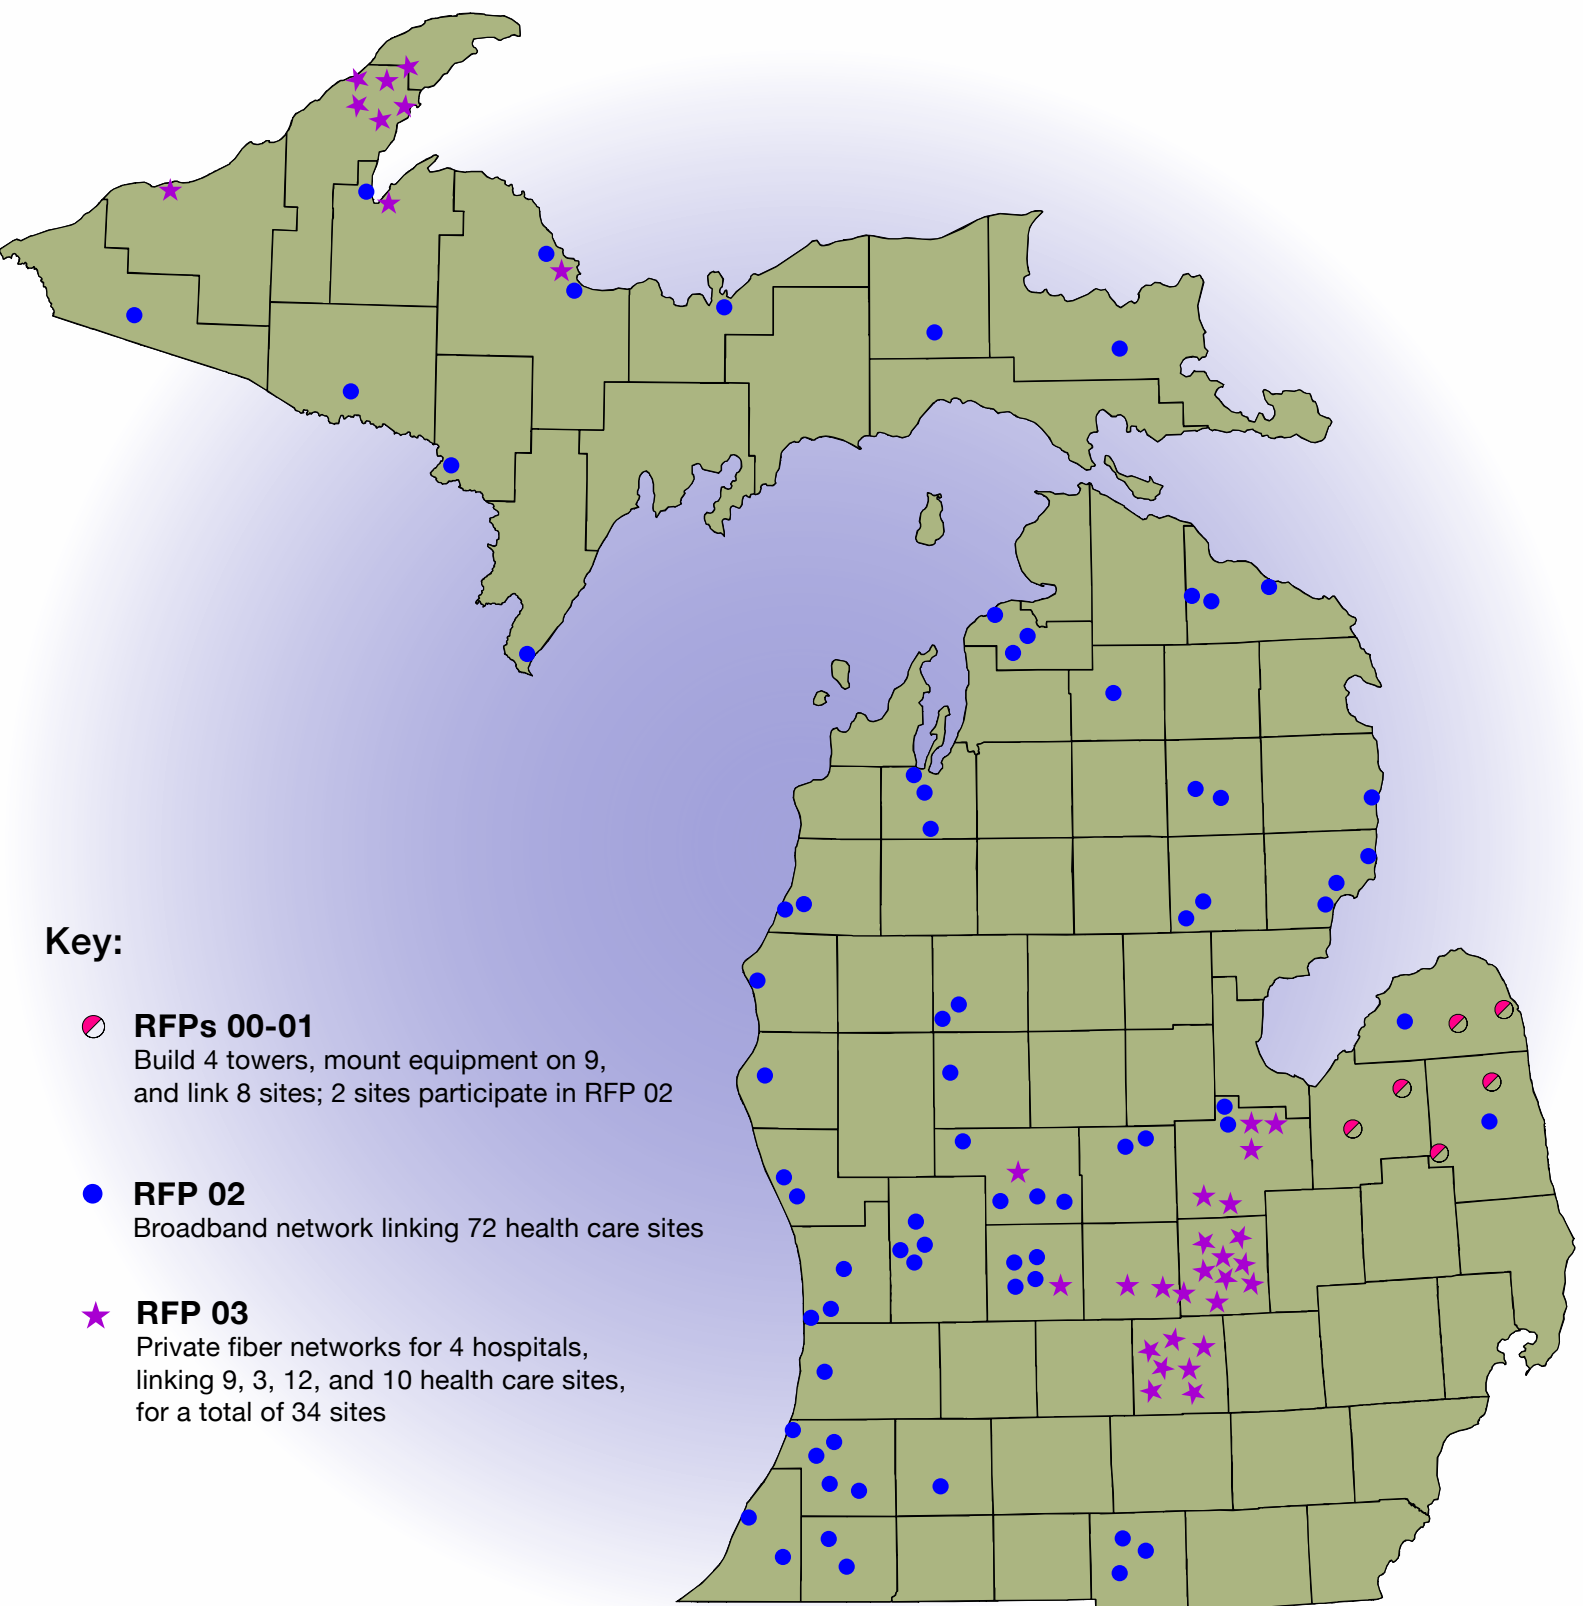 Key:
RFPs 00-01
Build 4 towers, mount equipment on 9,
and link 8 sites; 2 sites participate in RFP 02
RFP 02
Broadband network linking 72 health care sites
RFP 03
Private fiber networks for 4 hospitals,
linking 9, 3, 12, and 10 health care sites,
for a total of 34 sites